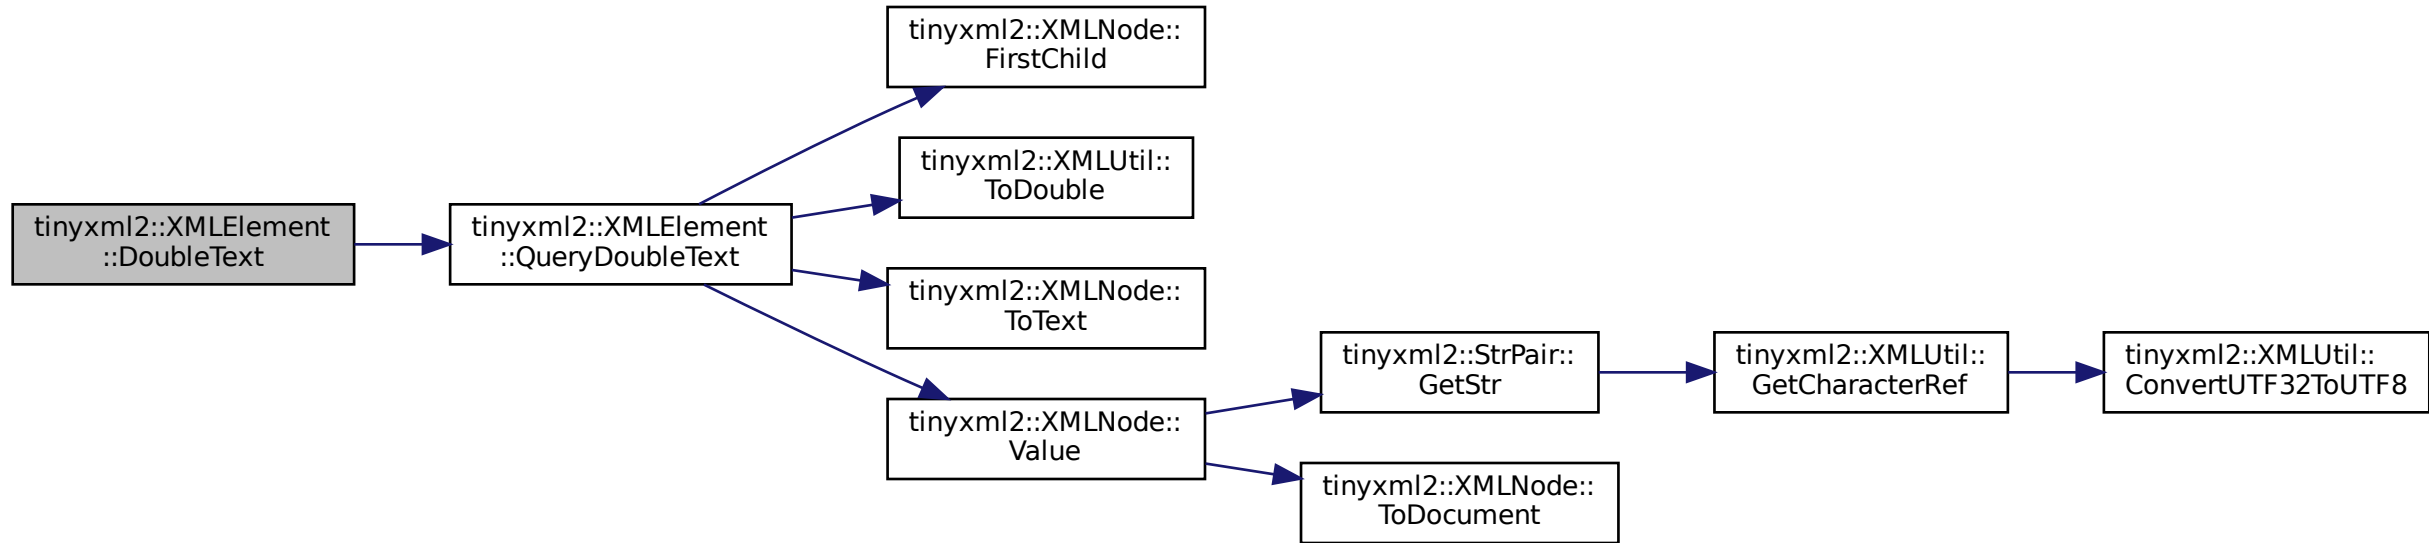 tinyxml2::XMLElement
::DoubleText
tinyxml2::XMLElement
::QueryDoubleText
tinyxml2::XMLNode::
FirstChild
tinyxml2::XMLUtil::
ToDouble
tinyxml2::XMLNode::
ToText
tinyxml2::XMLNode::
Value
tinyxml2::StrPair::
GetStr
tinyxml2::XMLUtil::
GetCharacterRef
tinyxml2::XMLUtil::
ConvertUTF32ToUTF8
tinyxml2::XMLNode::
ToDocument